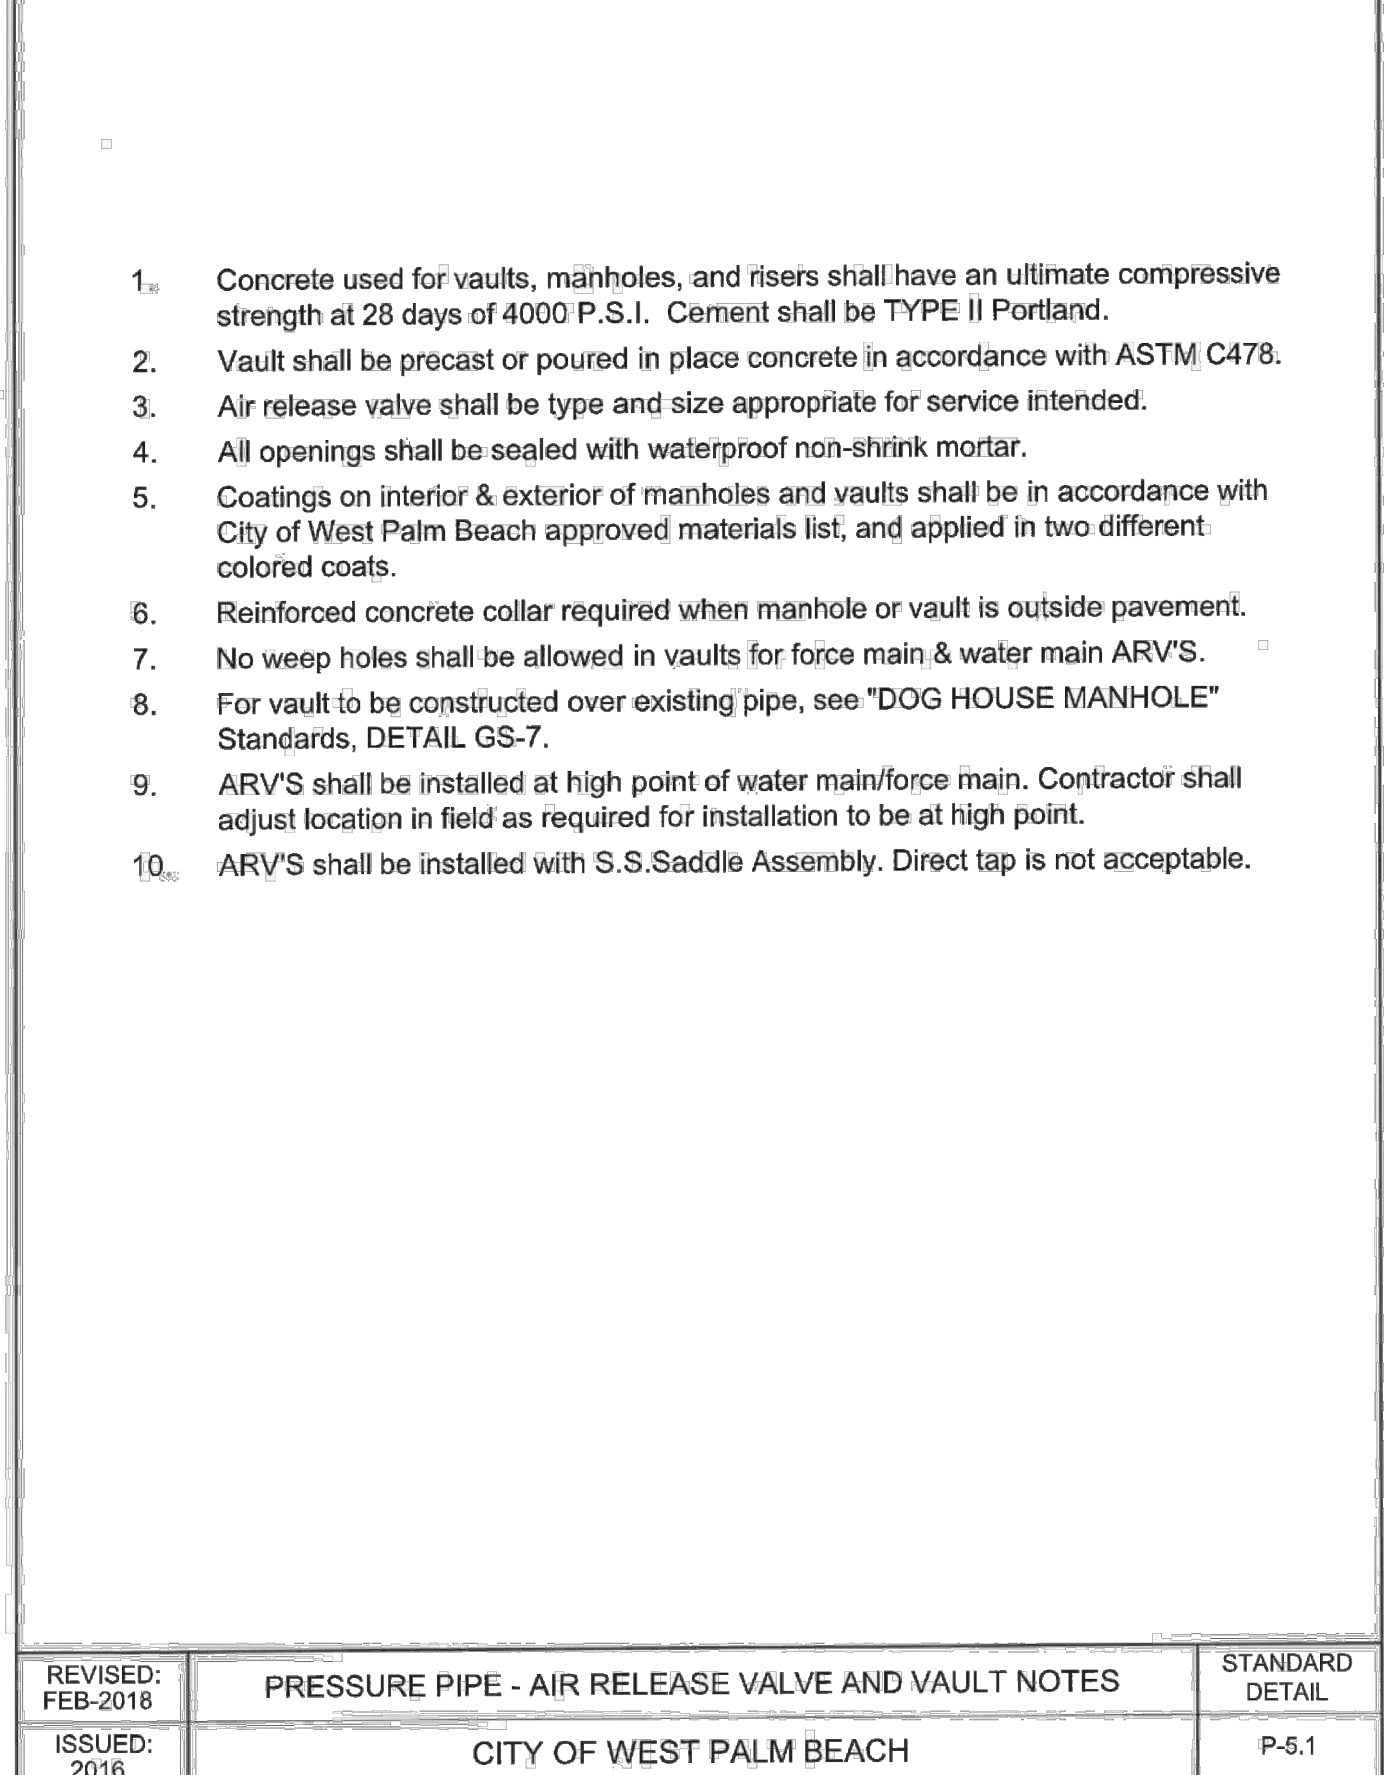 1. Concrete used for vaults, manholes, and risers shall have an ultimate compressive
strength at 28 days of 4000 P.S.I. Cement shall be TYPE II Portland.
2. Vault shall be precast or poured in place concrete in accordance with ASTM C478.
3. Air release valve shall be type and size appropriate for service intended.
4. All openings shall be sealed with waterproof non-shrink mortar.
5. Coatings on interior & exterior of manholes and vaults shall be in accordance with
City of West Palm Beach approved materials list, and applied in two different
colored coats.
6. Reinforced concrete collar required when manhole or vault is outside pavement.
7. No weep holes shall be allowed in vaults for force main & water main ARV'S.
8. For vault to be constructed over existing pipe, see "DOG HOUSE MANHOLE"
Standards, DETAIL GS-7.
9. ARV'S shall be installed at high point of water main/force main. Contractor shall
adjust location in field as required for installation to be at high point.
10. ARV'S shall be installed with S.S.Saddle Assembly. Direct tap is not acceptable.
REVISED:
FEB-2018
PRESSURE PIPE - AIR RELEASE VALVE AND VAULT NOTES
STANDARD
DETAIL
ISSUED:
2016
CITY OF WEST PALM BEACH
P-5.1